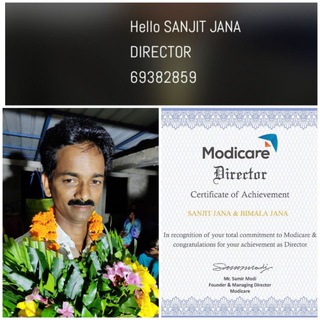 Hello SANJIT JANA
DIRECTOR
69382859
Modicare
Director
Certificate of Achievement
SANJIT JANA & BIMALA JANA
In recognition of your total commitment to Modicare &
congratulations for your achievement as Director
Mr. Samir Modi
Founder & Managing Director
Modicare